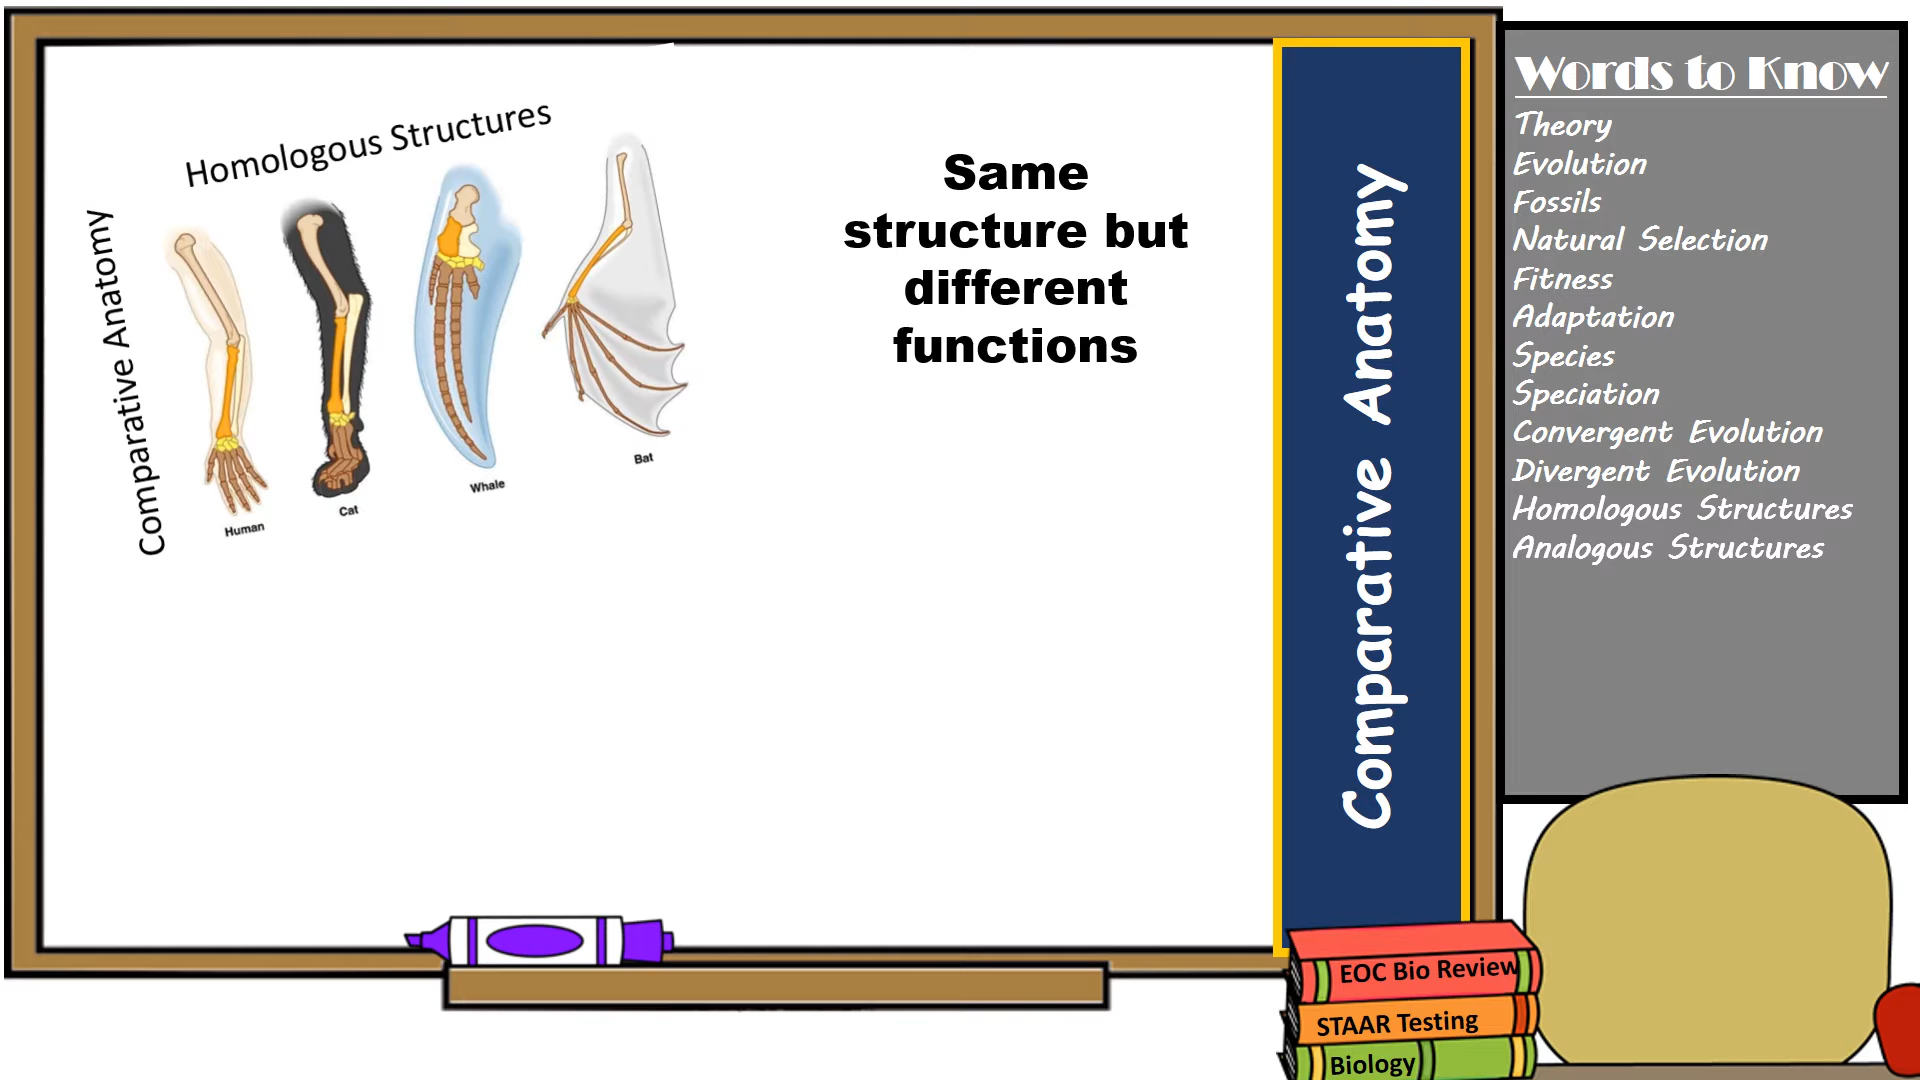 Homologous Structures
Comparative Anatomy
Human
Cat
Whale
Bat
Same
structure but
different
functions
Comparative Anatomy
Words to Know
Theory
Evolution
Fossils
Natural Selection
Fitness
Adaptation
Species
Speciation
Convergent Evolution
Divergent Evolution
Homologous Structures
Analogous Structures
EOC Bio Review
STAAR Testing
Biology